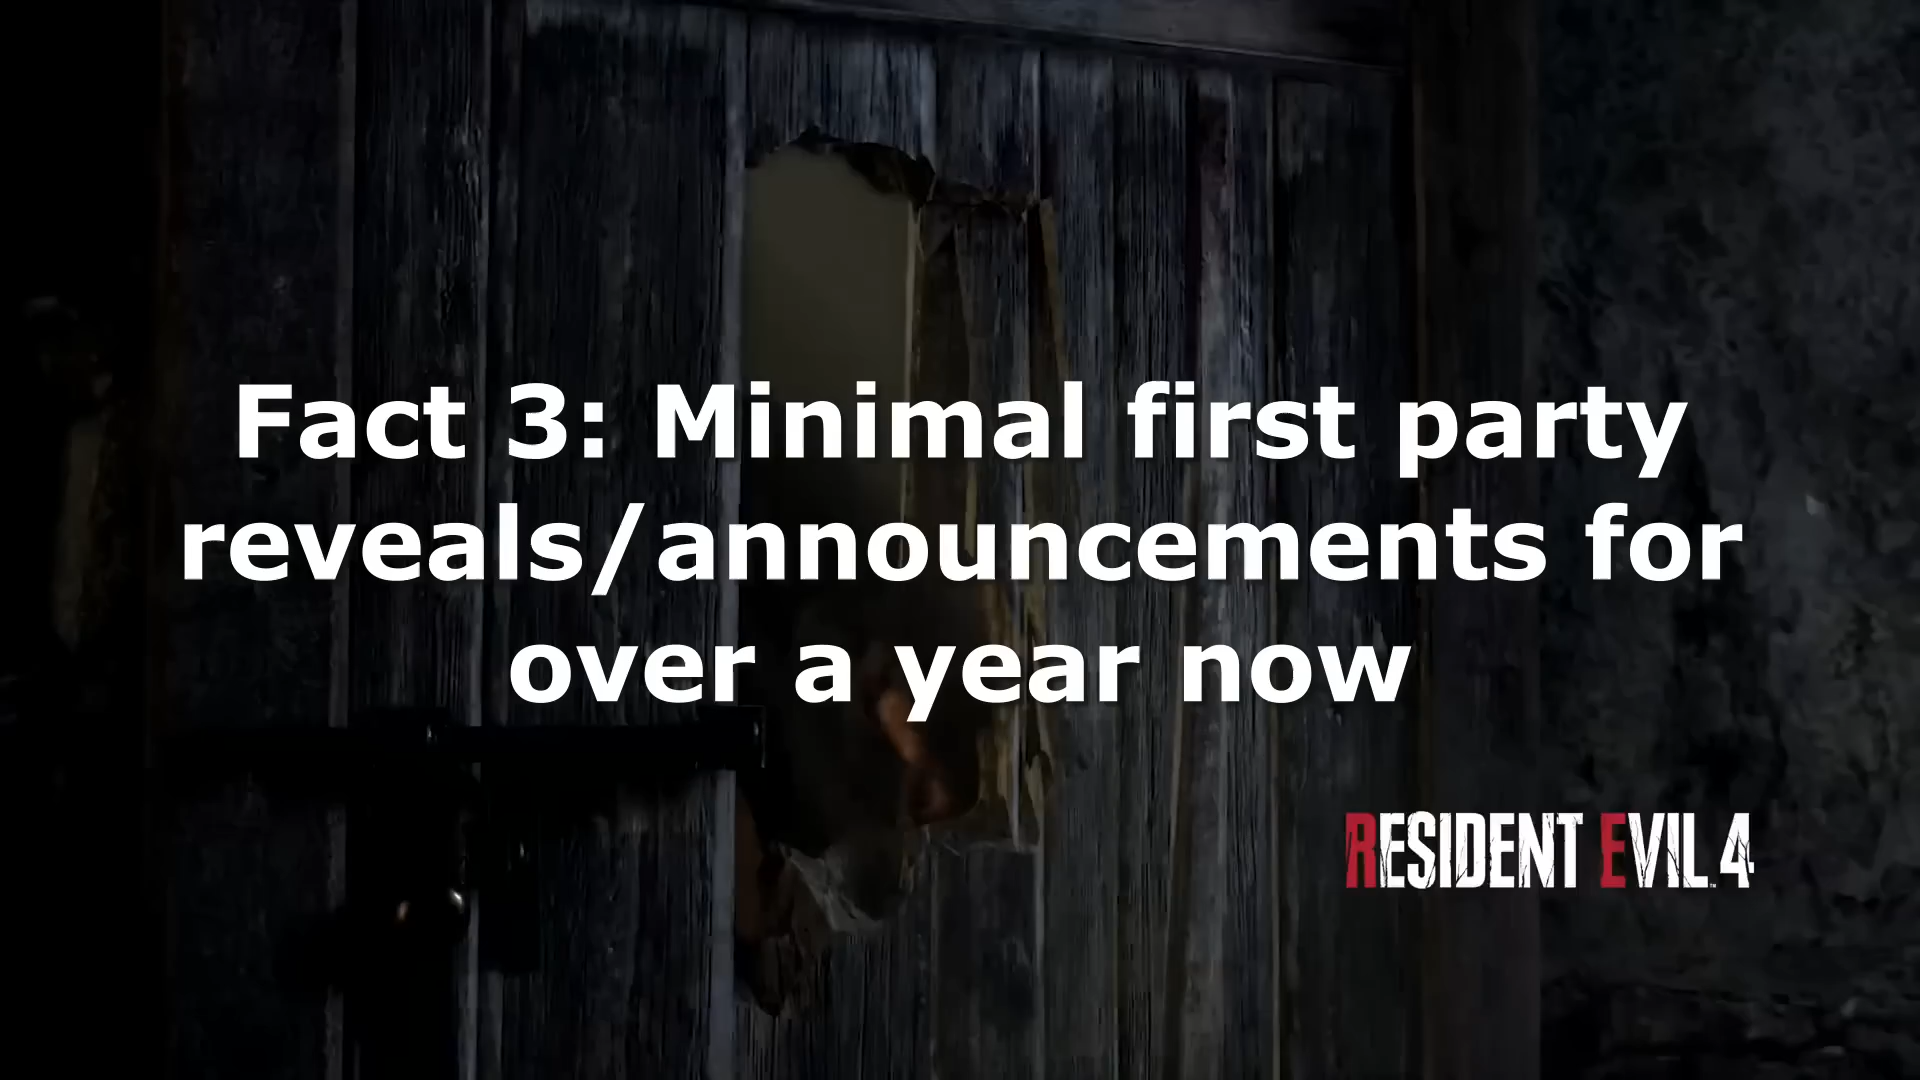 Fact 3: Minimal first party
reveals/announcements for
over a year now
RESIDENT EVIL 4